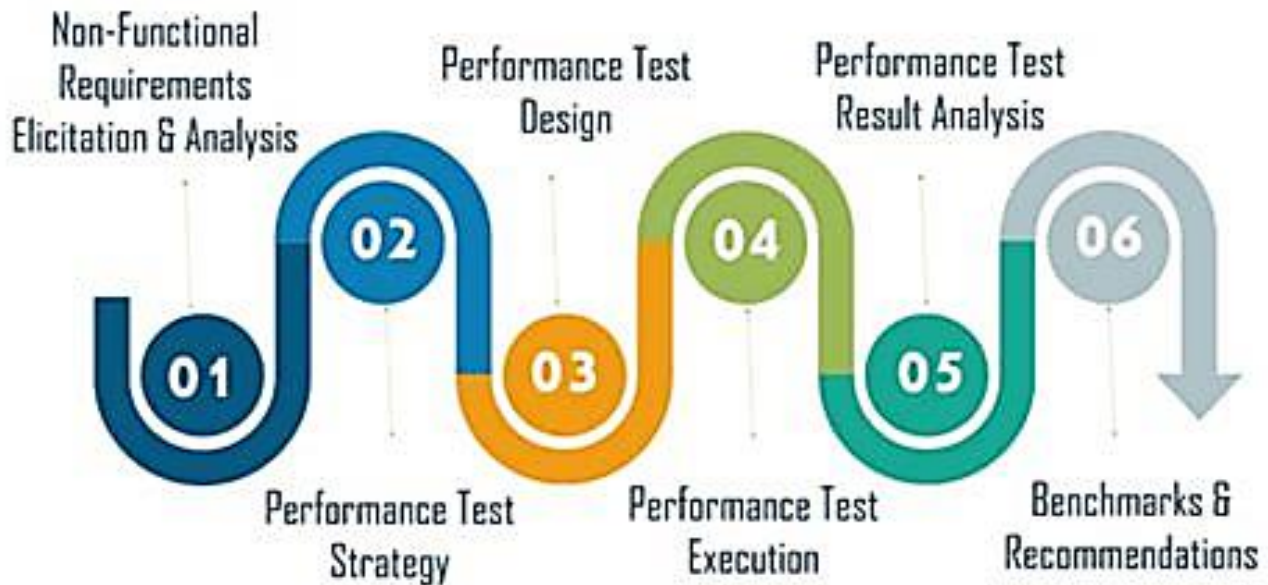 Non-Functional
Requirements
Elicitation & Analysis
01
02
Performance Test
Strategy
Performance Test
Design
03
04
Performance Test
Execution
Performance Test
Result Analysis
05
06
Benchmarks &
Recommendations